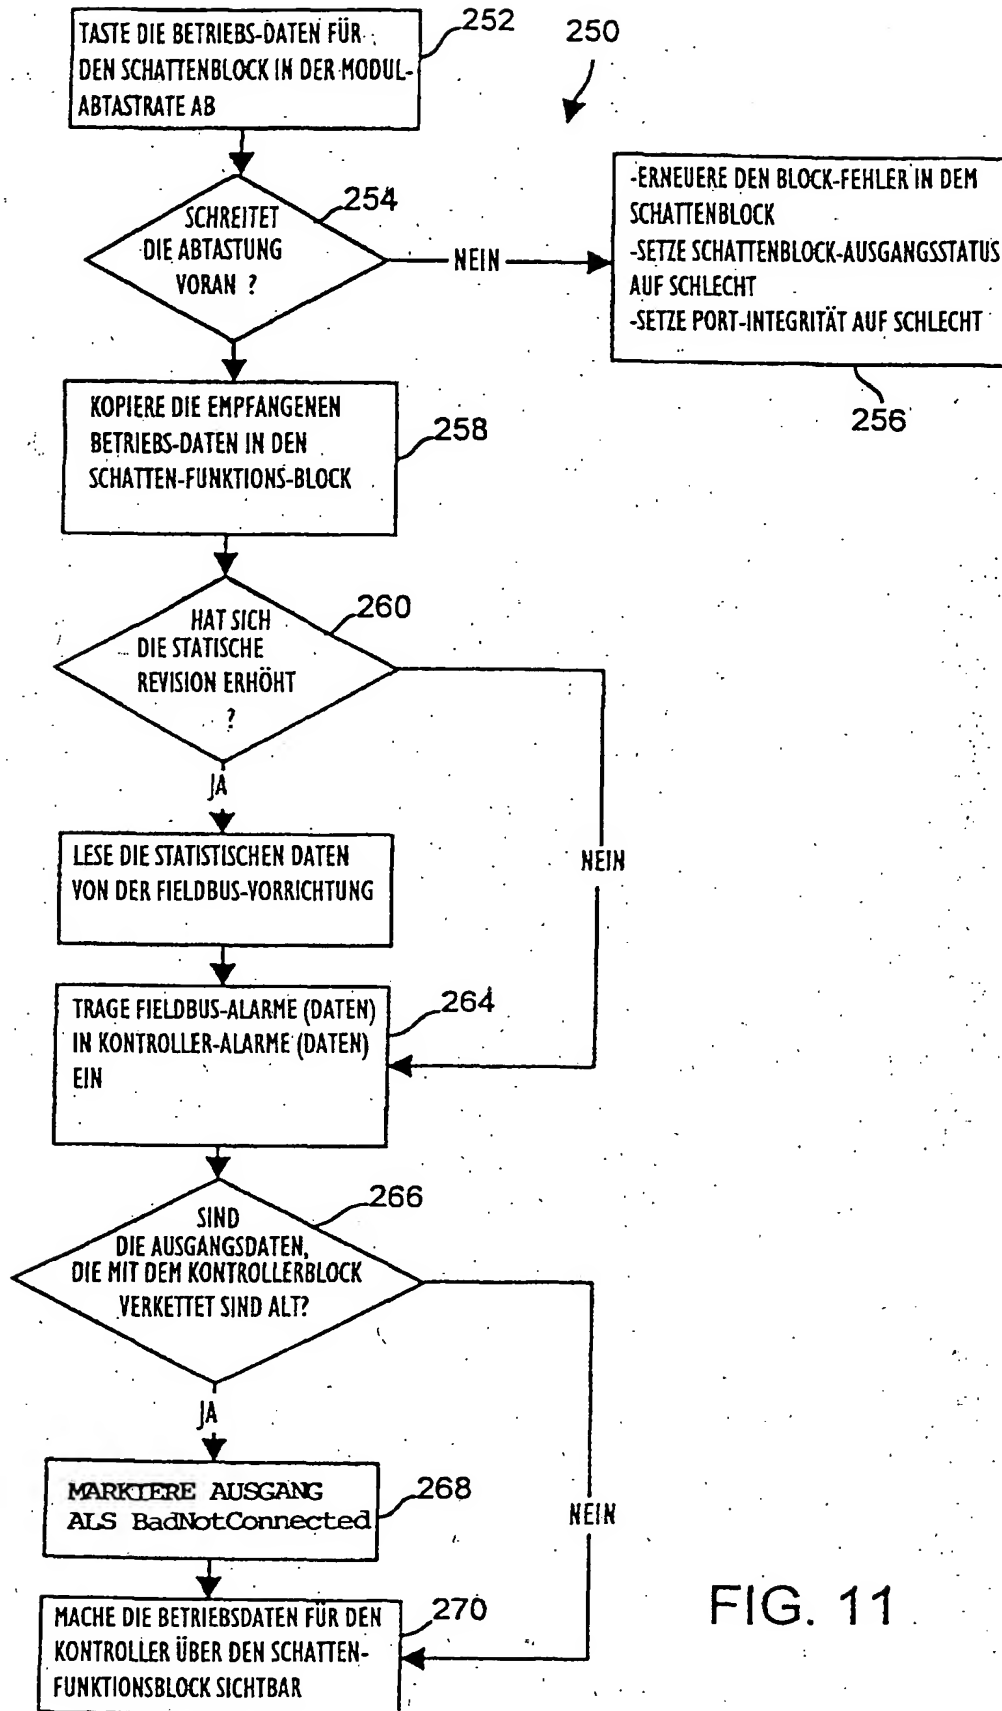 TASTE DIE BETRIEBS-DATEN FÜR
DEN SCHATTENBLOCK IN DER MODUL-
ABTASTRATE AB
252
250
SCHREITET
DIE ABTASTUNG
VORAN ?
254
NEIN
-ERNEUERE DEN BLOCK-FEHLER IN DEM
SCHATTENBLOCK
-SETZE SCHATTENBLOCK-AUSGANGSSTATUS
AUF SCHLECHT
-SETZE PORT-INTEGRITÄT AUF SCHLECHT
256
KOPIERE DIE EMPFANGENEN
BETRIEBS-DATEN IN DEN
SCHATTEN-FUNKTIONS-BLOCK
258
HAT SICH
DIE STATISCHE
REVISION ERHÖHT
?
260
JA
NEIN
LESE DIE STATISTISCHEN DATEN
VON DER FIELDBUS-VORRICHTUNG
TRAGE FIELDBUS-ALARME (DATEN)
IN KONTROLLER-ALARME (DATEN)
EIN
264
SIND
DIE AUSGANGSDATEN,
DIE MIT DEM KONTROLLERBLOCK
VERKETTET SIND ALT?
266
JA
NEIN
MARKIERE AUSGANG
ALS BadNotConnected
268
MACHE DIE BETRIEBSDATEN FÜR DEN
KONTROLLER ÜBER DEN SCHATTEN-
FUNKTIONSBLOCK SICHTBAR
270
FIG. 11